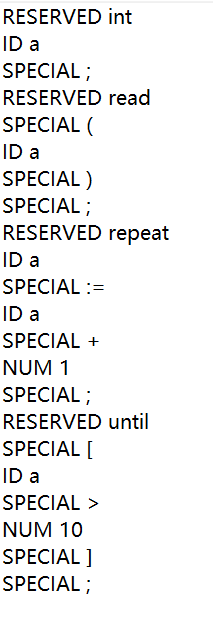 RESERVED int
ID a
SPECIAL ;
RESERVED read
SPECIAL (
ID a
SPECIAL )
SPECIAL ;
RESERVED repeat
ID a
SPECIAL :=
ID a
SPECIAL +
NUM 1
SPECIAL ;
RESERVED until
SPECIAL [
ID a
SPECIAL >
NUM 10
SPECIAL ]
SPECIAL ;